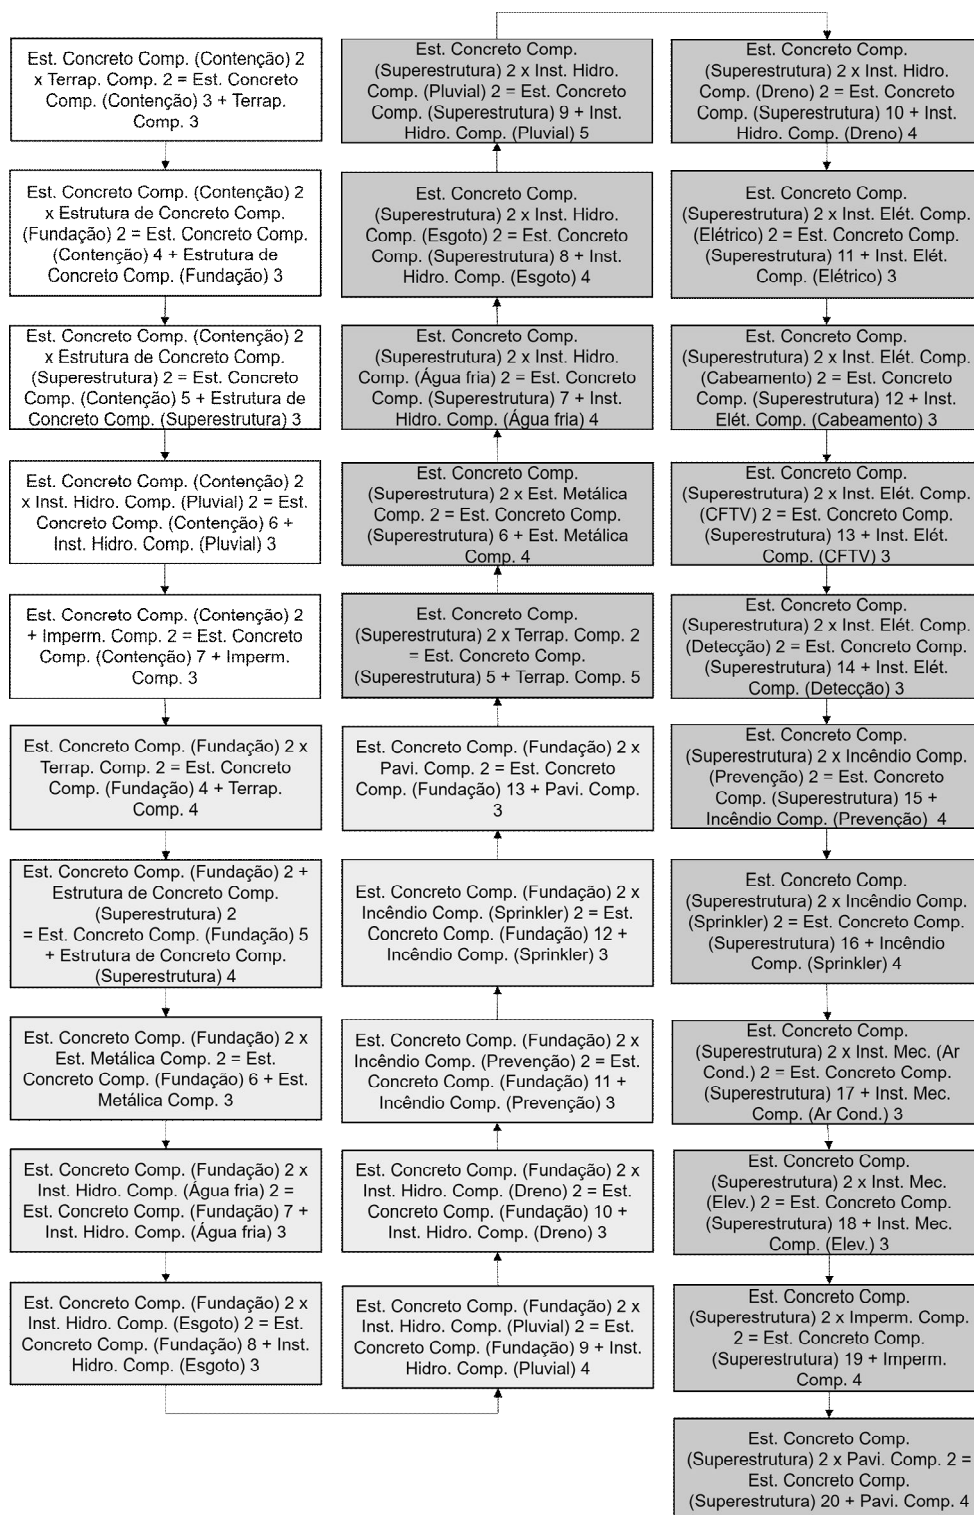 Est. Concreto Comp. (Contenção) 2
x Terrap. Comp. 2 = Est. Concreto
Comp. (Contenção) 3 + Terrap.
Comp. 3
Est. Concreto Comp. (Contenção) 2
x Estrutura de Concreto Comp.
(Fundação) 2 = Est. Concreto Comp.
(Contenção) 4 + Estrutura de
Concreto Comp. (Fundação) 3
Est. Concreto Comp. (Contenção) 2
x Estrutura de Concreto Comp.
(Superestrutura) 2 = Est. Concreto
Comp. (Contenção) 5 + Estrutura de
Concreto Comp. (Superestrutura) 3
Est. Concreto Comp. (Contenção) 2
x Inst. Hidro. Comp. (Pluvial) 2 = Est.
Concreto Comp. (Contenção) 6 +
Inst. Hidro. Comp. (Pluvial) 3
Est. Concreto Comp. (Contenção) 2
+ Imperm. Comp. 2 = Est. Concreto
Comp. (Contenção) 7 + Imperm.
Comp. 3
Est. Concreto Comp. (Fundação) 2 x
Terrap. Comp. 2 = Est. Concreto
Comp. (Fundação) 4 + Terrap.
Comp. 4
Est. Concreto Comp. (Fundação) 2 +
Estrutura de Concreto Comp.
(Superestrutura) 2
= Est. Concreto Comp. (Fundação) 5
+ Estrutura de Concreto Comp.
(Superestrutura) 4
Est. Concreto Comp. (Fundação) 2 x
Est. Metálica Comp. 2 = Est.
Concreto Comp. (Fundação) 6 + Est.
Metálica Comp. 3
Est. Concreto Comp. (Fundação) 2 x
Inst. Hidro. Comp. (Água fria) 2 =
Est. Concreto Comp. (Fundação) 7 +
Inst. Hidro. Comp. (Água fria) 3
Est. Concreto Comp. (Fundação) 2 x
Inst. Hidro. Comp. (Esgoto) 2 = Est.
Concreto Comp. (Fundação) 8 + Inst.
Hidro. Comp. (Esgoto) 3
Est. Concreto Comp. (Fundação) 2 x
Inst. Hidro. Comp. (Pluvial) 2 = Est.
Concreto Comp. (Fundação) 9 + Inst.
Hidro. Comp. (Pluvial) 4
Est. Concreto Comp. (Fundação) 2 x
Inst. Hidro. Comp. (Dreno) 2 = Est.
Concreto Comp. (Fundação) 10 +
Inst. Hidro. Comp. (Dreno) 3
Est. Concreto Comp. (Fundação) 2 x
Incêndio Comp. (Prevenção) 2 = Est.
Concreto Comp. (Fundação) 11 +
Incêndio Comp. (Prevenção) 3
Est. Concreto Comp. (Fundação) 2 x
Incêndio Comp. (Sprinkler) 2 = Est.
Concreto Comp. (Fundação) 12 +
Incêndio Comp. (Sprinkler) 3
Est. Concreto Comp. (Fundação) 2 x
Pavi. Comp. 2 = Est. Concreto
Comp. (Fundação) 13 + Pavi. Comp.
3
Est. Concreto Comp.
(Superestrutura) 2 x Terrap. Comp. 2
= Est. Concreto Comp.
(Superestrutura) 5 + Terrap. Comp. 5
Est. Concreto Comp.
(Superestrutura) 2 x Est. Metálica
Comp. 2 = Est. Concreto Comp.
(Superestrutura) 6 + Est. Metálica
Comp. 4
Est. Concreto Comp.
(Superestrutura) 2 x Inst. Hidro.
Comp. (Água fria) 2 = Est. Concreto
Comp. (Superestrutura) 7 + Inst.
Hidro. Comp. (Água fria) 4
Est. Concreto Comp.
(Superestrutura) 2 x Inst. Hidro.
Comp. (Esgoto) 2 = Est. Concreto
Comp. (Superestrutura) 8 + Inst.
Hidro. Comp. (Esgoto) 4
Est. Concreto Comp.
(Superestrutura) 2 x Inst. Hidro.
Comp. (Pluvial) 2 = Est. Concreto
Comp. (Superestrutura) 9 + Inst.
Hidro. Comp. (Pluvial) 5
Est. Concreto Comp.
(Superestrutura) 2 x Inst. Hidro.
Comp. (Dreno) 2 = Est. Concreto
Comp. (Superestrutura) 10 + Inst.
Hidro. Comp. (Dreno) 4
Est. Concreto Comp.
(Superestrutura) 2 x Inst. Elét. Comp.
(Elétrico) 2 = Est. Concreto Comp.
(Superestrutura) 11 + Inst. Elét.
Comp. (Elétrico) 3
Est. Concreto Comp.
(Superestrutura) 2 x Inst. Elét. Comp.
(Cabeamento) 2 = Est. Concreto
Comp. (Superestrutura) 12 + Inst.
Elét. Comp. (Cabeamento) 3
Est. Concreto Comp.
(Superestrutura) 2 x Inst. Elét. Comp.
(CFTV) 2 = Est. Concreto Comp.
(Superestrutura) 13 + Inst. Elét.
Comp. (CFTV) 3
Est. Concreto Comp.
(Superestrutura) 2 x Inst. Elét. Comp.
(Detecção) 2 = Est. Concreto Comp.
(Superestrutura) 14 + Inst. Elét.
Comp. (Detecção) 3
Est. Concreto Comp.
(Superestrutura) 2 x Incêndio Comp.
(Prevenção) 2 = Est. Concreto
Comp. (Superestrutura) 15 +
Incêndio Comp. (Prevenção) 4
Est. Concreto Comp.
(Superestrutura) 2 x Incêndio Comp.
(Sprinkler) 2 = Est. Concreto Comp.
(Superestrutura) 16 + Incêndio
Comp. (Sprinkler) 4
Est. Concreto Comp.
(Superestrutura) 2 x Inst. Mec. (Ar
Cond.) 2 = Est. Concreto Comp.
(Superestrutura) 17 + Inst. Mec.
Comp. (Ar Cond.) 3
Est. Concreto Comp.
(Superestrutura) 2 x Inst. Mec.
(Elev.) 2 = Est. Concreto Comp.
(Superestrutura) 18 + Inst. Mec.
Comp. (Elev.) 3
Est. Concreto Comp.
(Superestrutura) 2 x Imperm. Comp.
2 = Est. Concreto Comp.
(Superestrutura) 19 + Imperm.
Comp. 4
Est. Concreto Comp.
(Superestrutura) 2 x Pavi. Comp. 2 =
Est. Concreto Comp.
(Superestrutura) 20 + Pavi. Comp. 4